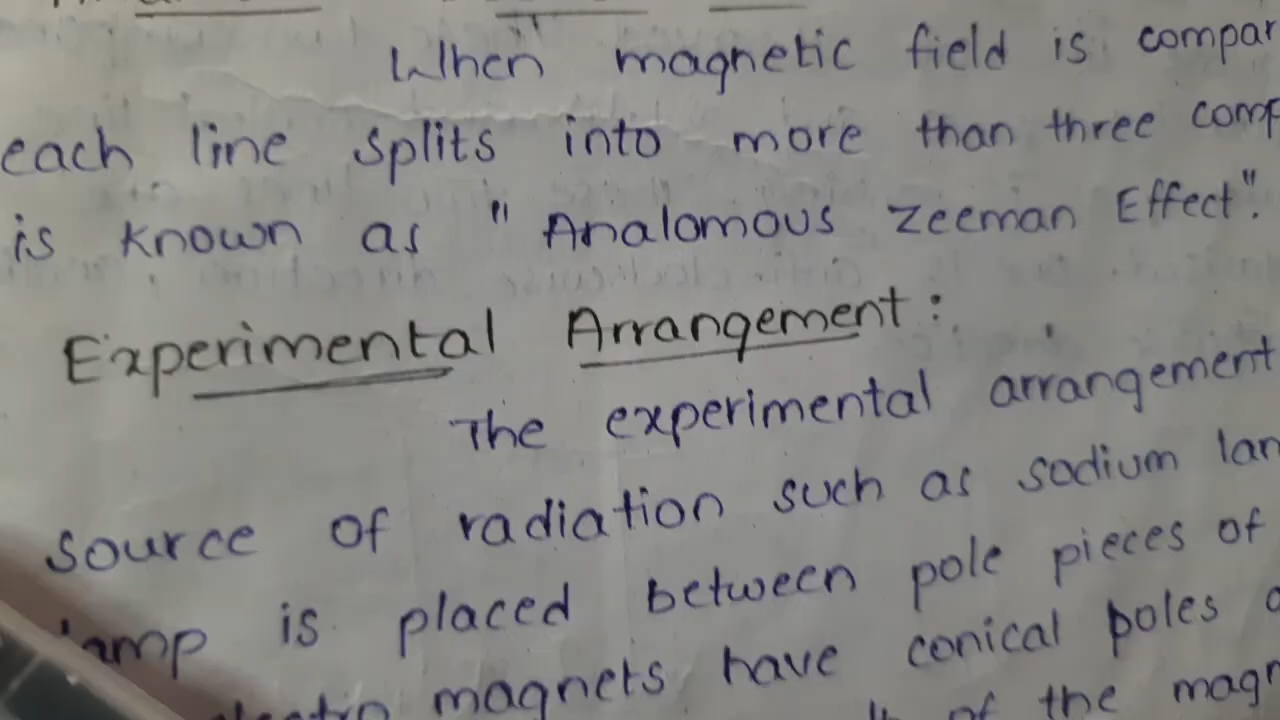 When magnetic field is compar
each line splits into more than three comp
is known as "Analomous Zeeman Effect".
Experimental Arrangement:
The experimental arrangement
source of radiation such as sodium lam
lamp is placed between pole pieces of
magnets have conical poles
of the magn